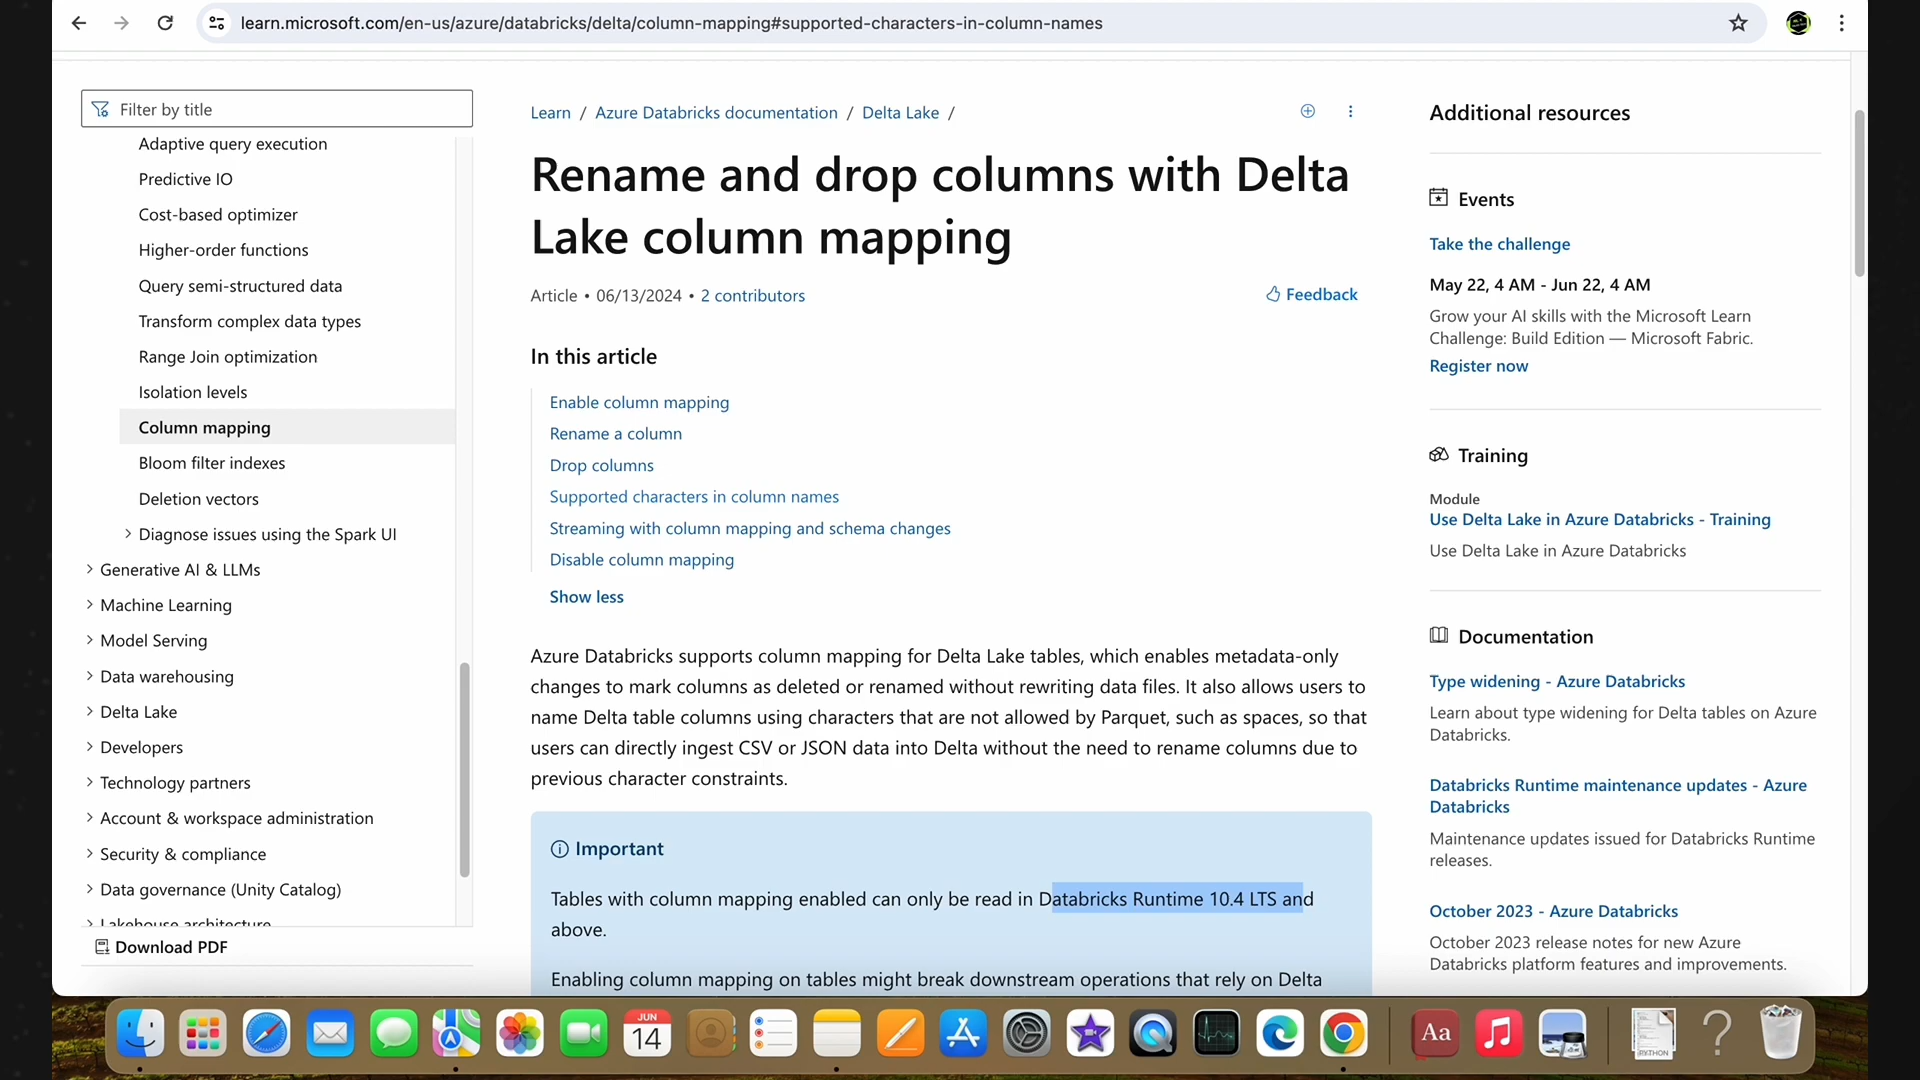 learn.microsoft.com/en-us/azure/databricks/delta/column-mapping#supported-characters-in-column-names
Filter by title
Adaptive query execution
Predictive IO
Cost-based optimizer
Higher-order functions
Query semi-structured data
Transform complex data types
Range Join optimization
Isolation levels
Column mapping
Bloom filter indexes
Deletion vectors
Diagnose issues using the Spark UI
Generative AI & LLMs
Machine Learning
Model Serving
Data warehousing
Delta Lake
Developers
Technology partners
Account & workspace administration
Security & compliance
Data governance (Unity Catalog)
Lakehouse architecture
Download PDF
Learn / Azure Databricks documentation / Delta Lake /
Rename and drop columns with Delta
Lake column mapping
Article • 06/13/2024 • 2 contributors
Feedback
In this article
Enable column mapping
Rename a column
Drop columns
Supported characters in column names
Streaming with column mapping and schema changes
Disable column mapping
Show less
Azure Databricks supports column mapping for Delta Lake tables, which enables metadata-only
changes to mark columns as deleted or renamed without rewriting data files. It also allows users to
name Delta table columns using characters that are not allowed by Parquet, such as spaces, so that
users can directly ingest CSV or JSON data into Delta without the need to rename columns due to
previous character constraints.
Important
Tables with column mapping enabled can only be read in Databricks Runtime 10.4 LTS and
above.
Enabling column mapping on tables might break downstream operations that rely on Delta
Additional resources
Events
Take the challenge
May 22, 4 AM - Jun 22, 4 AM
Grow your AI skills with the Microsoft Learn
Challenge: Build Edition — Microsoft Fabric.
Register now
Training
Module
Use Delta Lake in Azure Databricks - Training
Use Delta Lake in Azure Databricks
Documentation
Type widening - Azure Databricks
Learn about type widening for Delta tables on Azure
Databricks.
Databricks Runtime maintenance updates - Azure
Databricks
Maintenance updates issued for Databricks Runtime
releases.
October 2023 - Azure Databricks
October 2023 release notes for new Azure
Databricks platform features and improvements.
JUN
14
Aa
PYTHON
?